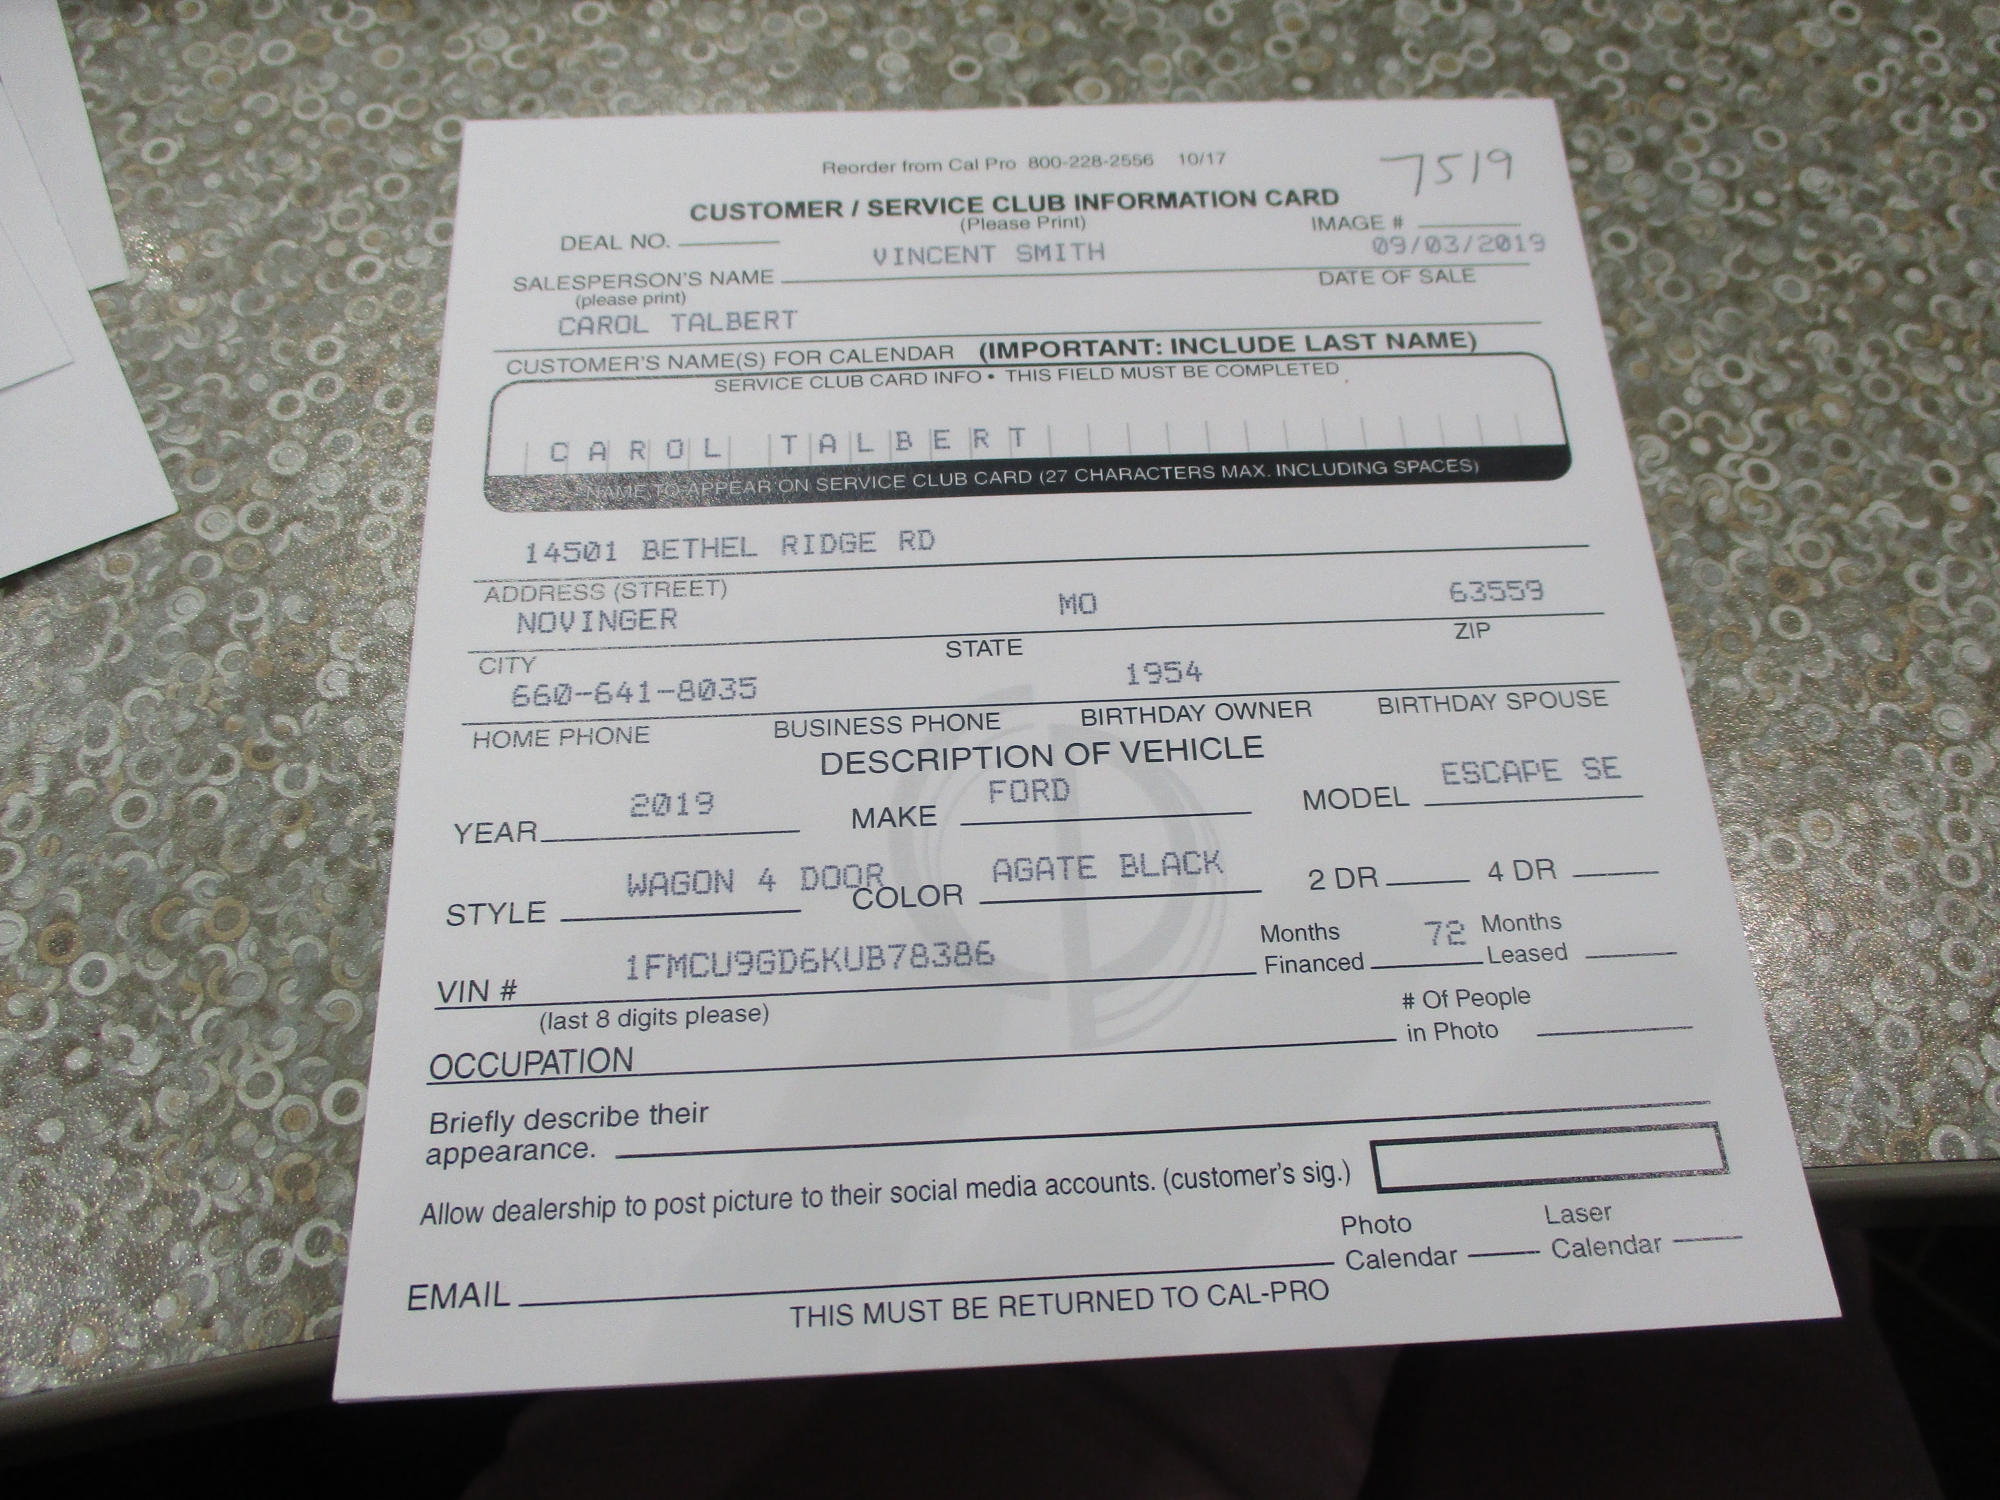 Reorder from Cal Pro 800-228-2556 10/17
7519
CUSTOMER / SERVICE CLUB INFORMATION CARD
(Please Print)
DEAL NO.
IMAGE #
VINCENT SMITH
09/03/2019
SALESPERSON'S NAME
DATE OF SALE
(please print)
CAROL TALBERT
CUSTOMER'S NAME(S) FOR CALENDAR (IMPORTANT: INCLUDE LAST NAME)
SERVICE CLUB CARD INFO • THIS FIELD MUST BE COMPLETED
CAROL TALBERT
NAME TO APPEAR ON SERVICE CLUB CARD (27 CHARACTERS MAX. INCLUDING SPACES)
14501 BETHEL RIDGE RD
ADDRESS (STREET)
NOVINGER MO 63559
CITY STATE ZIP
660-641-8035 1954
HOME PHONE BUSINESS PHONE BIRTHDAY OWNER BIRTHDAY SPOUSE
DESCRIPTION OF VEHICLE
YEAR 2019 MAKE FORD MODEL ESCAPE SE
STYLE WAGON 4 DOOR COLOR AGATE BLACK 2 DR 4 DR
VIN # 1FMCU9GD6KUB78386
Months Financed 72 Months Leased
(last 8 digits please)
# Of People
in Photo
OCCUPATION
Briefly describe their
appearance.
Allow dealership to post picture to their social media accounts. (customer's sig.)
Photo Calendar
Laser Calendar
EMAIL
THIS MUST BE RETURNED TO CAL-PRO